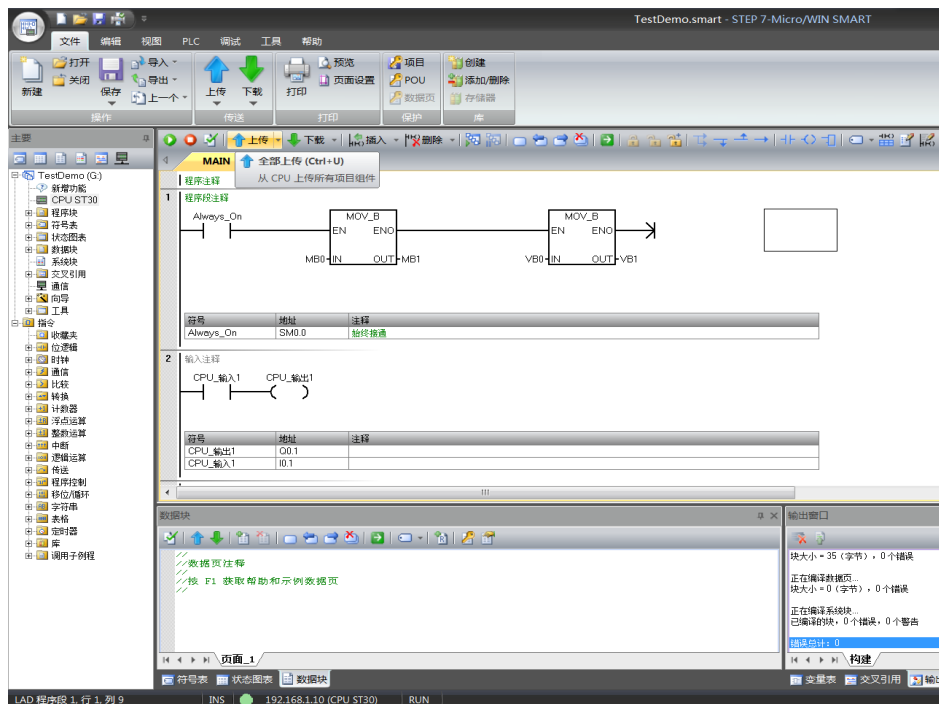 TestDemo.smart - STEP 7-Micro/WIN SMART
文件 编辑 视图 PLC 调试 工具 帮助
新建 打开 关闭 保存 导入 导出 上一个
上传 下载
打印 预览 页面设置
项目 POU 数据页
创建 添加/删除 存储器
操作 传送 打印 保护 库
主要
上传 下载 插入 删除
MAIN
全部上传 (Ctrl+U)
从 CPU 上传所有项目组件
TestDemo (G:)
新增功能
CPU ST30
程序块
符号表
状态图表
数据块
系统块
交叉引用
通信
向导
工具
指令
收藏夹
位逻辑
时钟
通信
比较
转换
计数器
浮点运算
整数运算
中断
逻辑运算
传送
程序控制
移位/循环
字符串
表格
定时器
库
调用子例程
程序注释
1 程序段注释
Always_On MOV_B MOV_B
EN ENO EN ENO
MB0 IN OUT MB1 VB0 IN OUT VB1
符号 地址 注释
Always_On SM0.0 始终接通
2 输入注释
CPU_输入1 CPU_输出1
符号 地址 注释
CPU_输出1 Q0.1
CPU_输入1 I0.1
数据块
//
//数据页注释
//
//按 F1 获取帮助和示例数据页
//
页面_1
符号表 状态图表 数据块
输出窗口
块大小 = 35 (字节),0 个错误
正在编译数据页...
块大小 = 0 (字节),0 个错误
正在编译系统块...
已编译的块,0 个错误,0 个警告
错误总计:0
构建
变量表 交叉引用 输出
LAD 程序段 1, 行 1, 列 9 INS 192.168.1.10 (CPU ST30) RUN